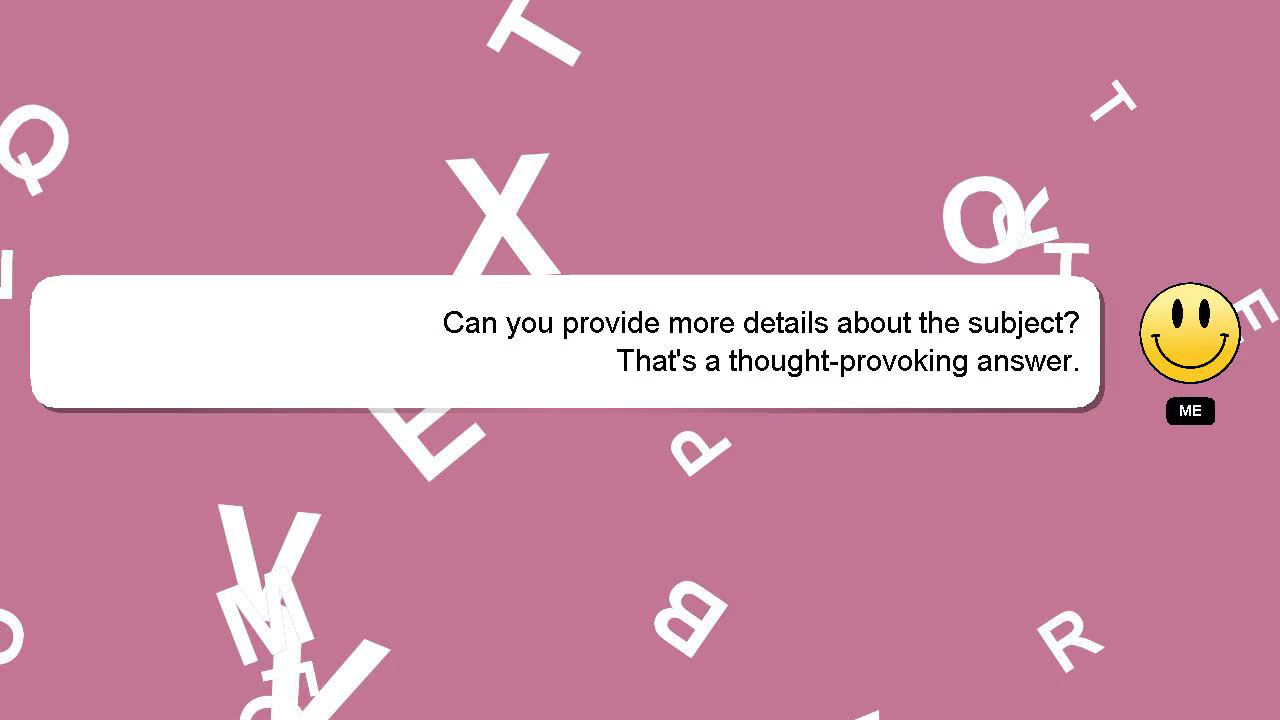 Can you provide more details about the subject?
That's a thought-provoking answer.
ME
T
T
Q
X
O
R
T
E
E
P
V
M
B
R
V